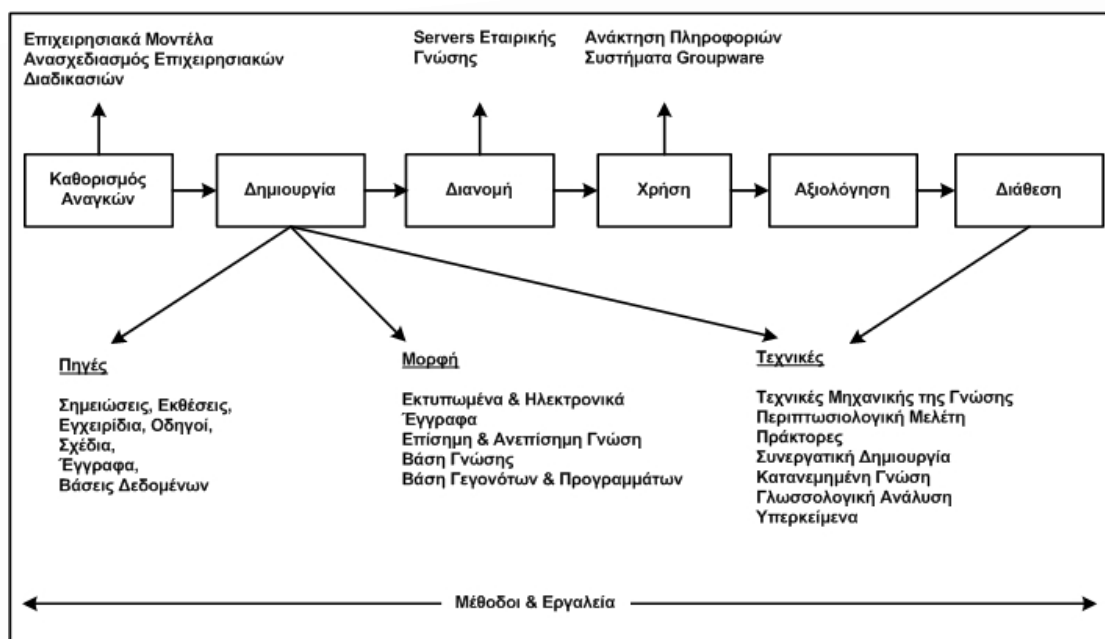 Επιχειρησιακά Μοντέλα
Ανασχεδιασμός Επιχειρησιακών
Διαδικασιών
Servers Εταιρικής
Γνώσης
Ανάκτηση Πληροφοριών
Συστήματα Groupware
Καθορισμός
Αναγκών
Δημιουργία
Διανομή
Χρήση
Αξιολόγηση
Διάθεση
Πηγές
Σημειώσεις, Εκθέσεις,
Εγχειρίδια, Οδηγοί,
Σχέδια,
Έγγραφα,
Βάσεις Δεδομένων
Μορφή
Εκτυπωμένα & Ηλεκτρονικά
Έγγραφα
Επίσημη & Ανεπίσημη Γνώση
Βάση Γνώσης
Βάση Γεγονότων & Προγραμμάτων
Τεχνικές
Τεχνικές Μηχανικής της Γνώσης
Περιπτωσιολογική Μελέτη
Πράκτορες
Συνεργατική Δημιουργία
Κατανεμημένη Γνώση
Γλωσσολογική Ανάλυση
Υπερκείμενα
Μέθοδοι & Εργαλεία